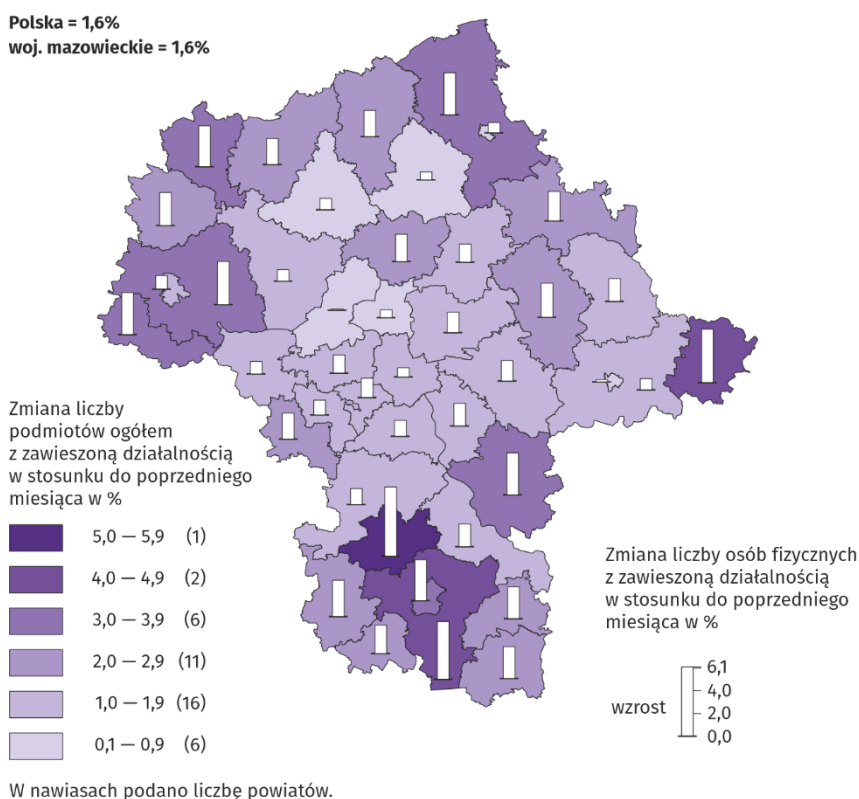 Polska = 1,6%
woj. mazowieckie = 1,6%
Zmiana liczby
podmiotów ogółem
z zawieszoną działalnością
w stosunku do poprzedniego
miesiąca w %
5,0 — 5,9 (1)
4,0 — 4,9 (2)
3,0 — 3,9 (6)
2,0 — 2,9 (11)
1,0 — 1,9 (16)
0,1 — 0,9 (6)
W nawiasach podano liczbę powiatów.
Zmiana liczby osób fizycznych
z zawieszoną działalnością
w stosunku do poprzedniego
miesiąca w %
wzrost
6,1
4,0
2,0
0,0